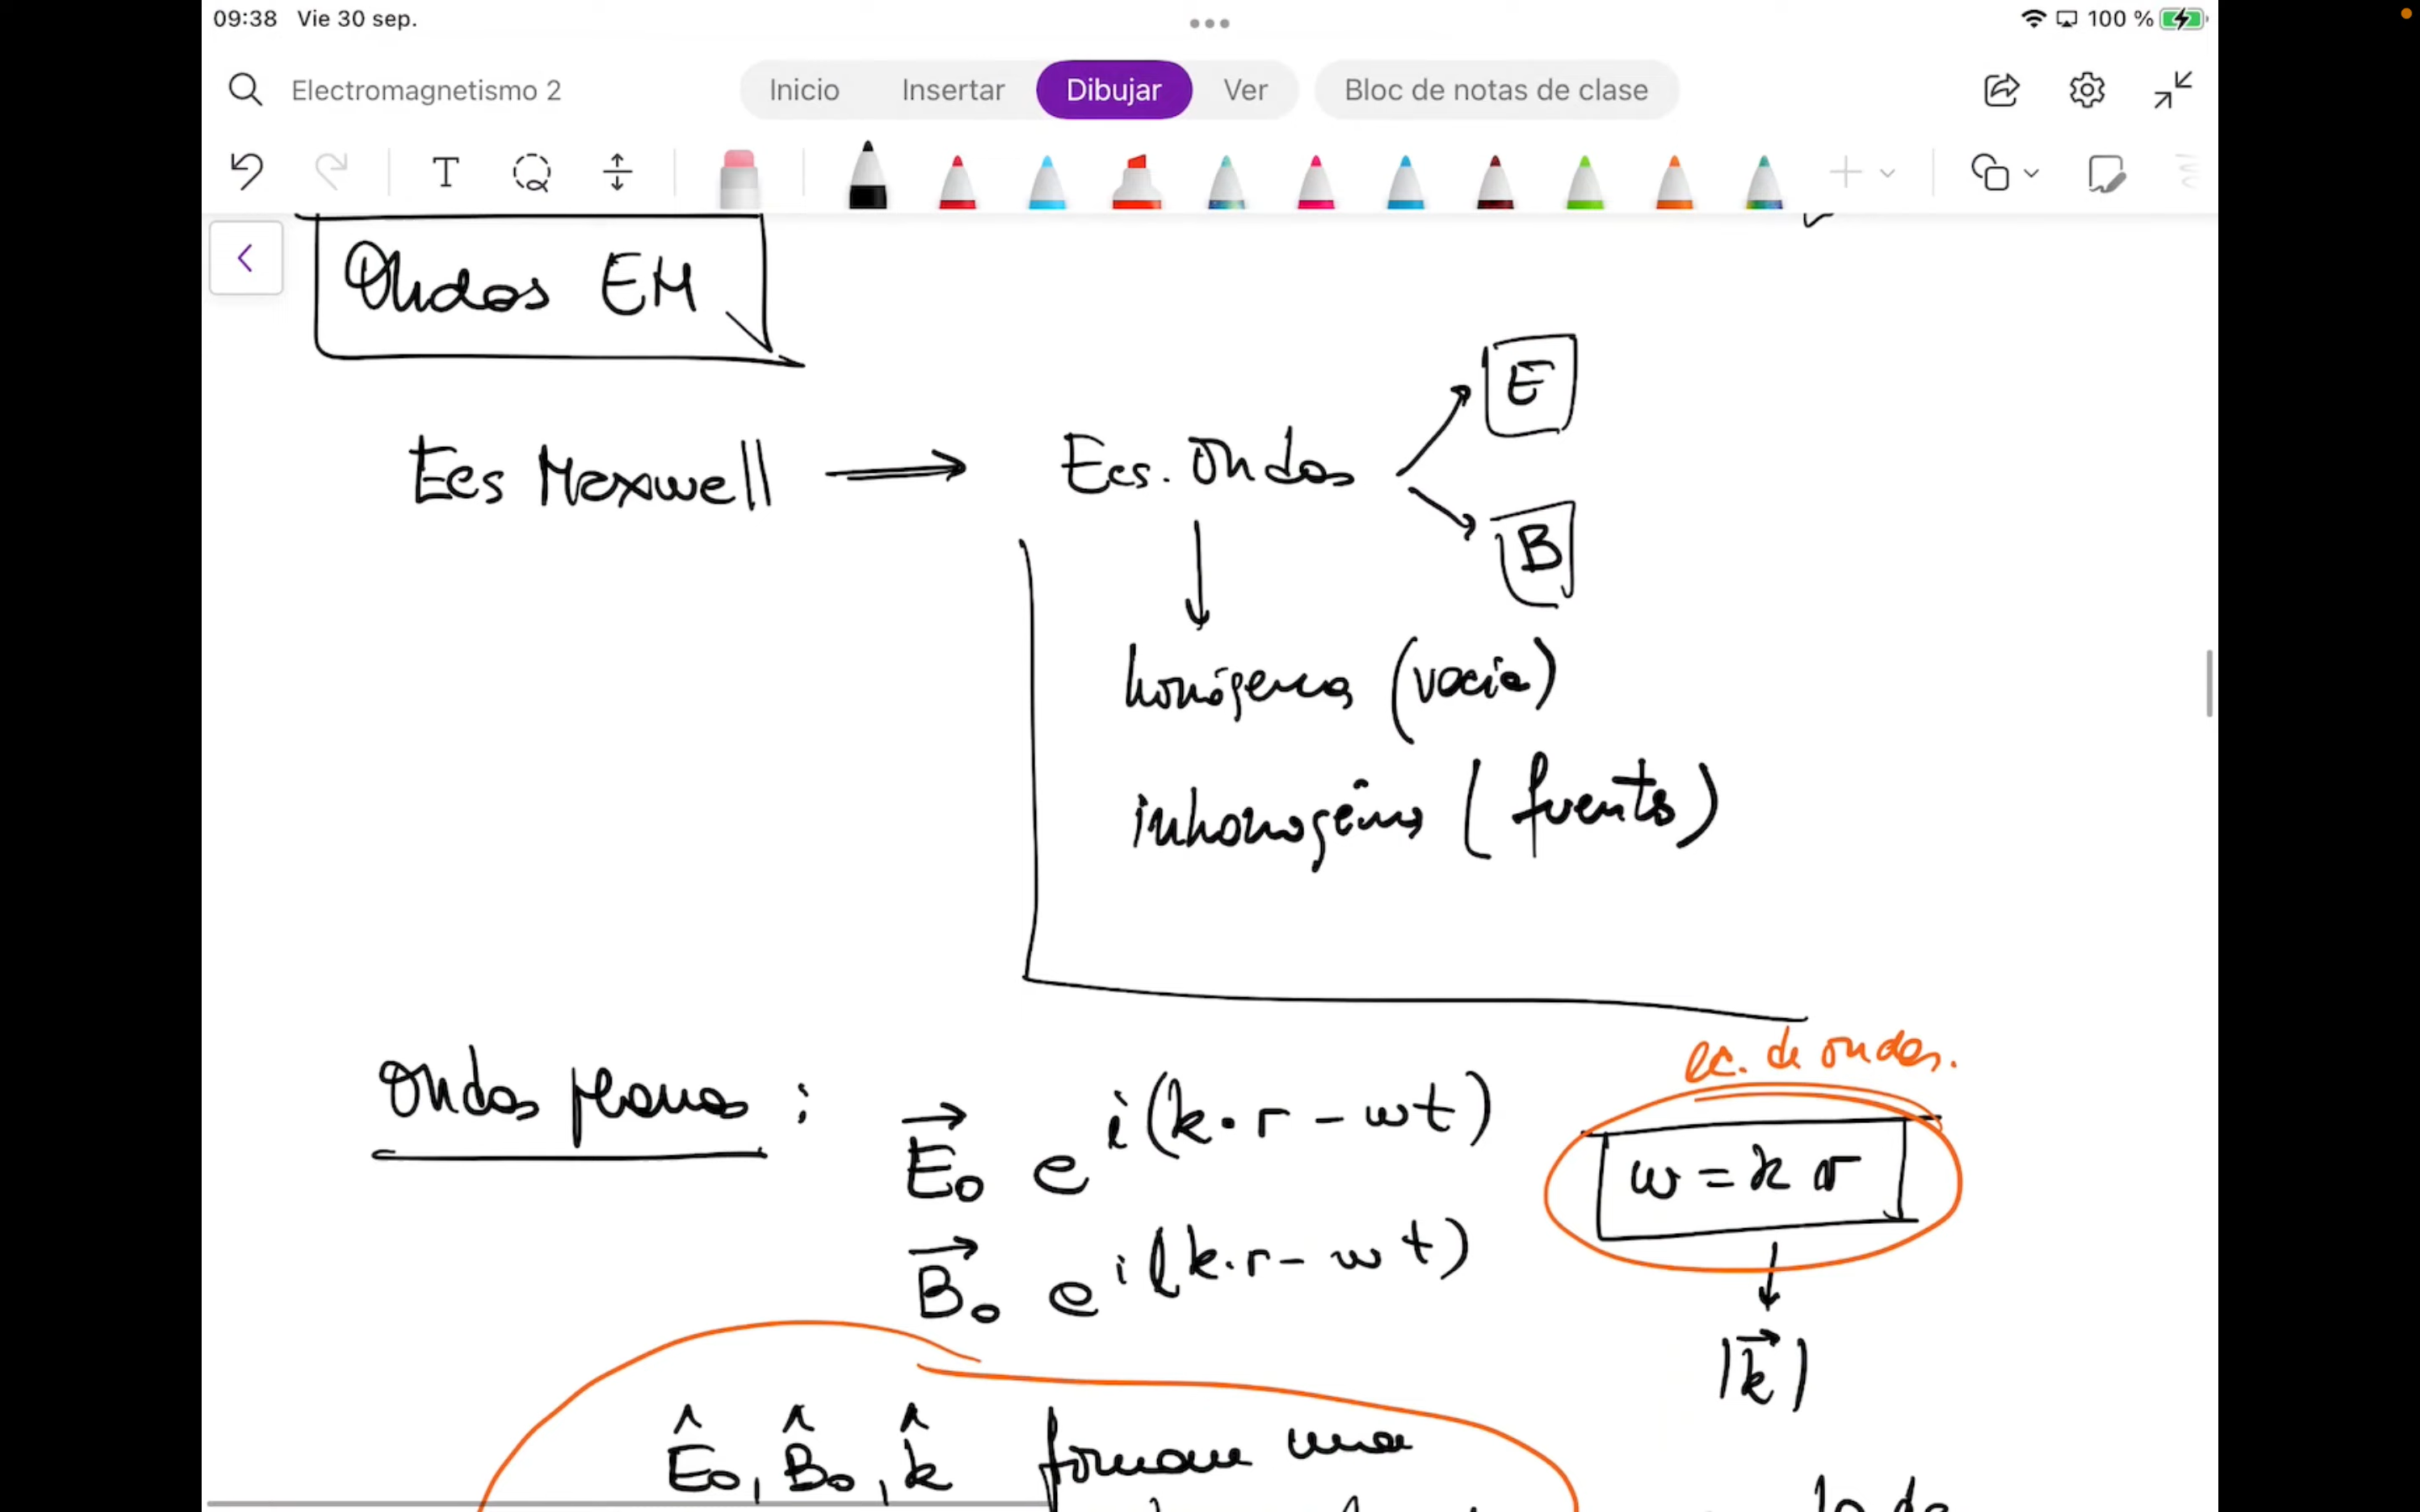 09:38 Vie 30 sep.
100 %
Electromagnetismo 2
Inicio Insertar Dibujar Ver Bloc de notas de clase
T
Ondas EM
Ecs Maxwell → Ecs. Ondas
E
B
homógenea (vacío)
inhomogénea (fuentes)
ec. de ondas.
Ondas planas : E⃗₀ e^{i(k·r - ωt)}
ω = k v
B⃗₀ e^{i(k·r - ωt)}
|k⃗|
Ê₀, B̂₀, k̂ forman una